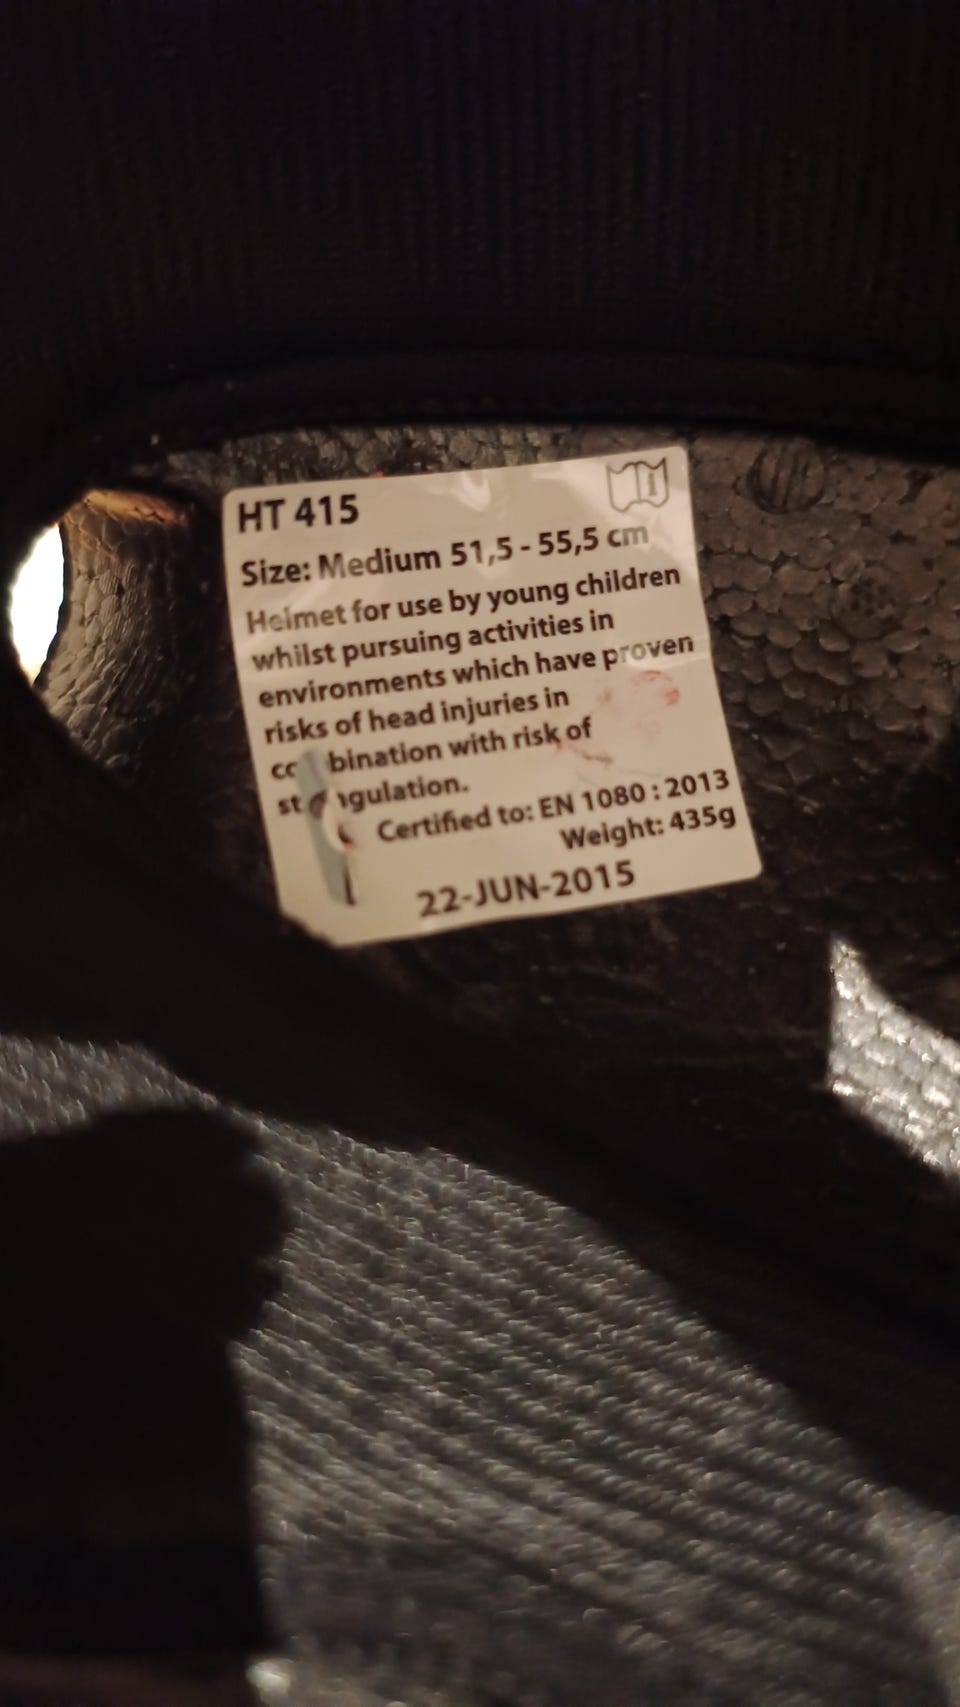 HT 415
Size: Medium 51,5 - 55,5 cm
Helmet for use by young children
whilst pursuing activities in
environments which have proven
risks of head injuries in
with risk of
Certified to: EN 1080 : 2013
Weight: 435g
22-JUN-2015